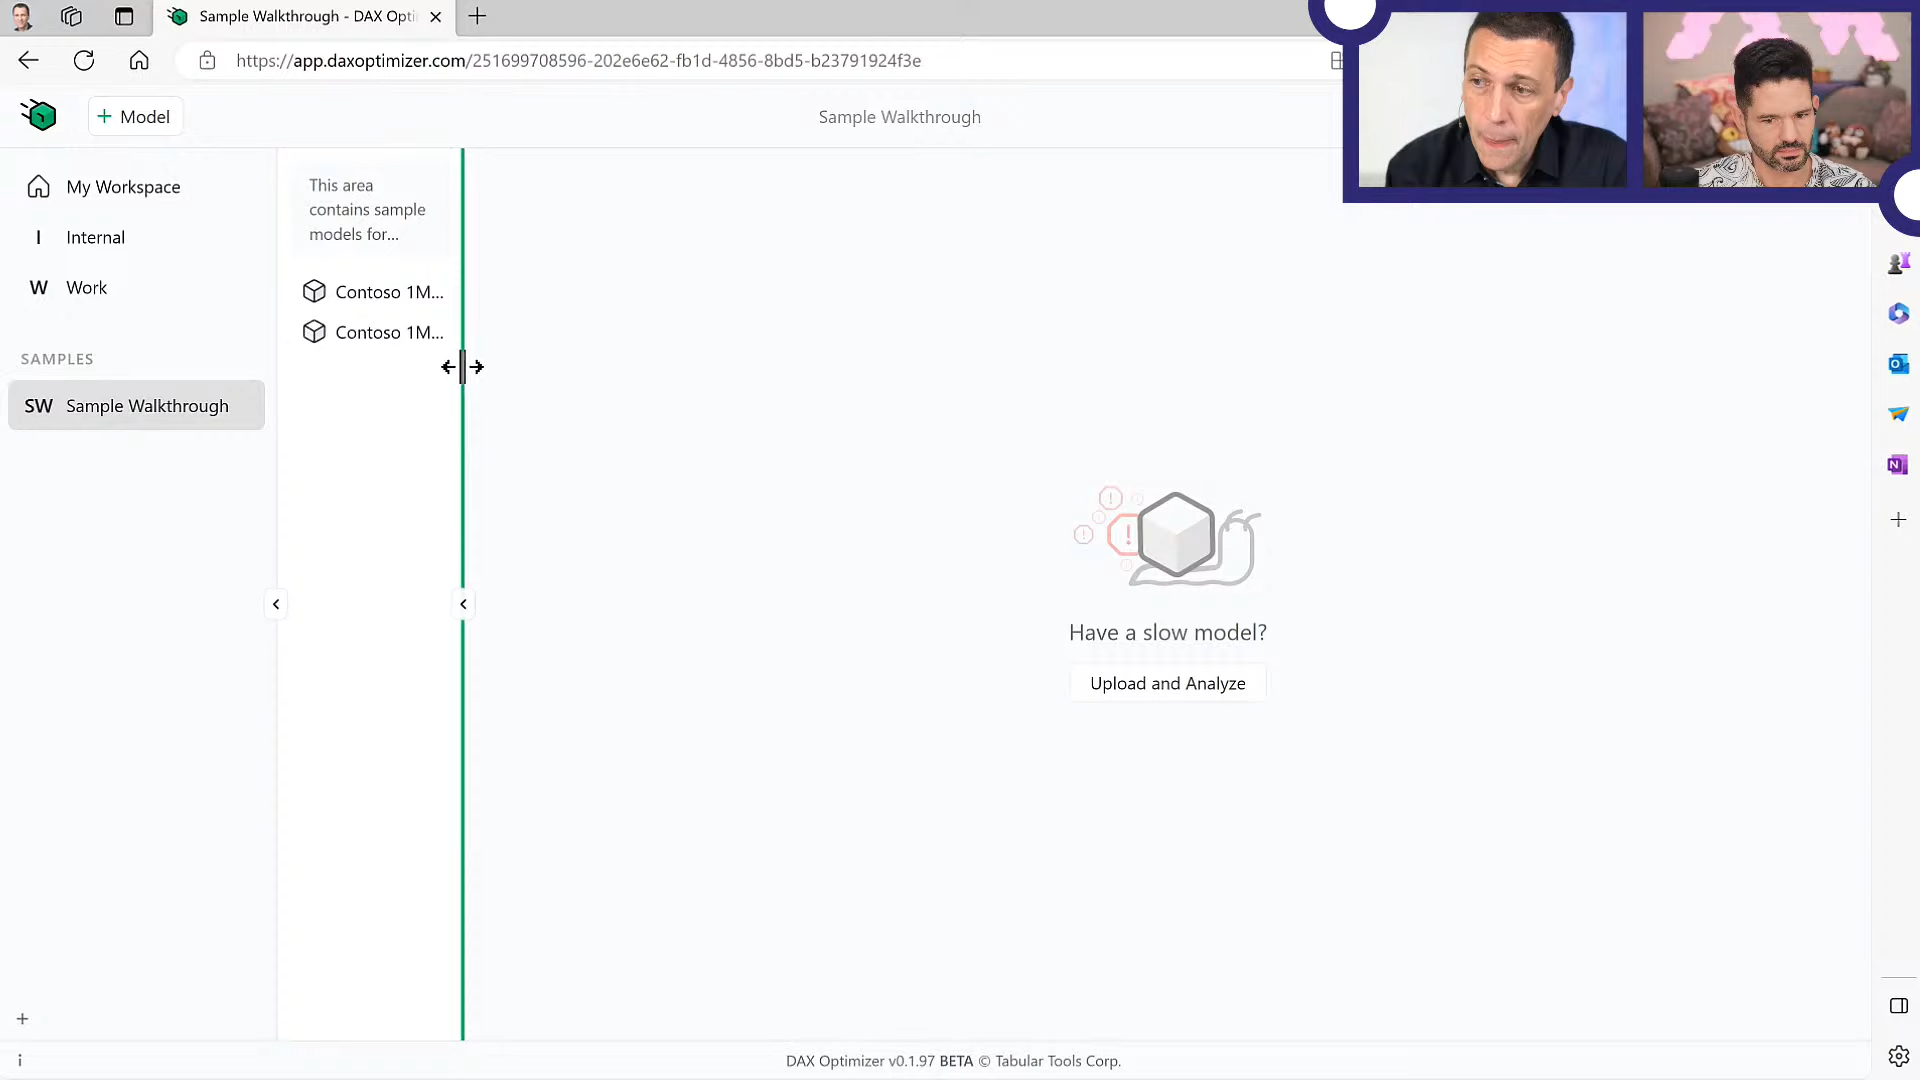 Sample Walkthrough - DAX Opti
https://app.daxoptimizer.com/251699708596-202e6e62-fb1d-4856-8bd5-b23791924f3e
+ Model
Sample Walkthrough
My Workspace
I Internal
W Work
SAMPLES
SW Sample Walkthrough
This area
contains sample
models for...
Contoso 1M...
Contoso 1M...
Have a slow model?
Upload and Analyze
DAX Optimizer v0.1.97 BETA © Tabular Tools Corp.